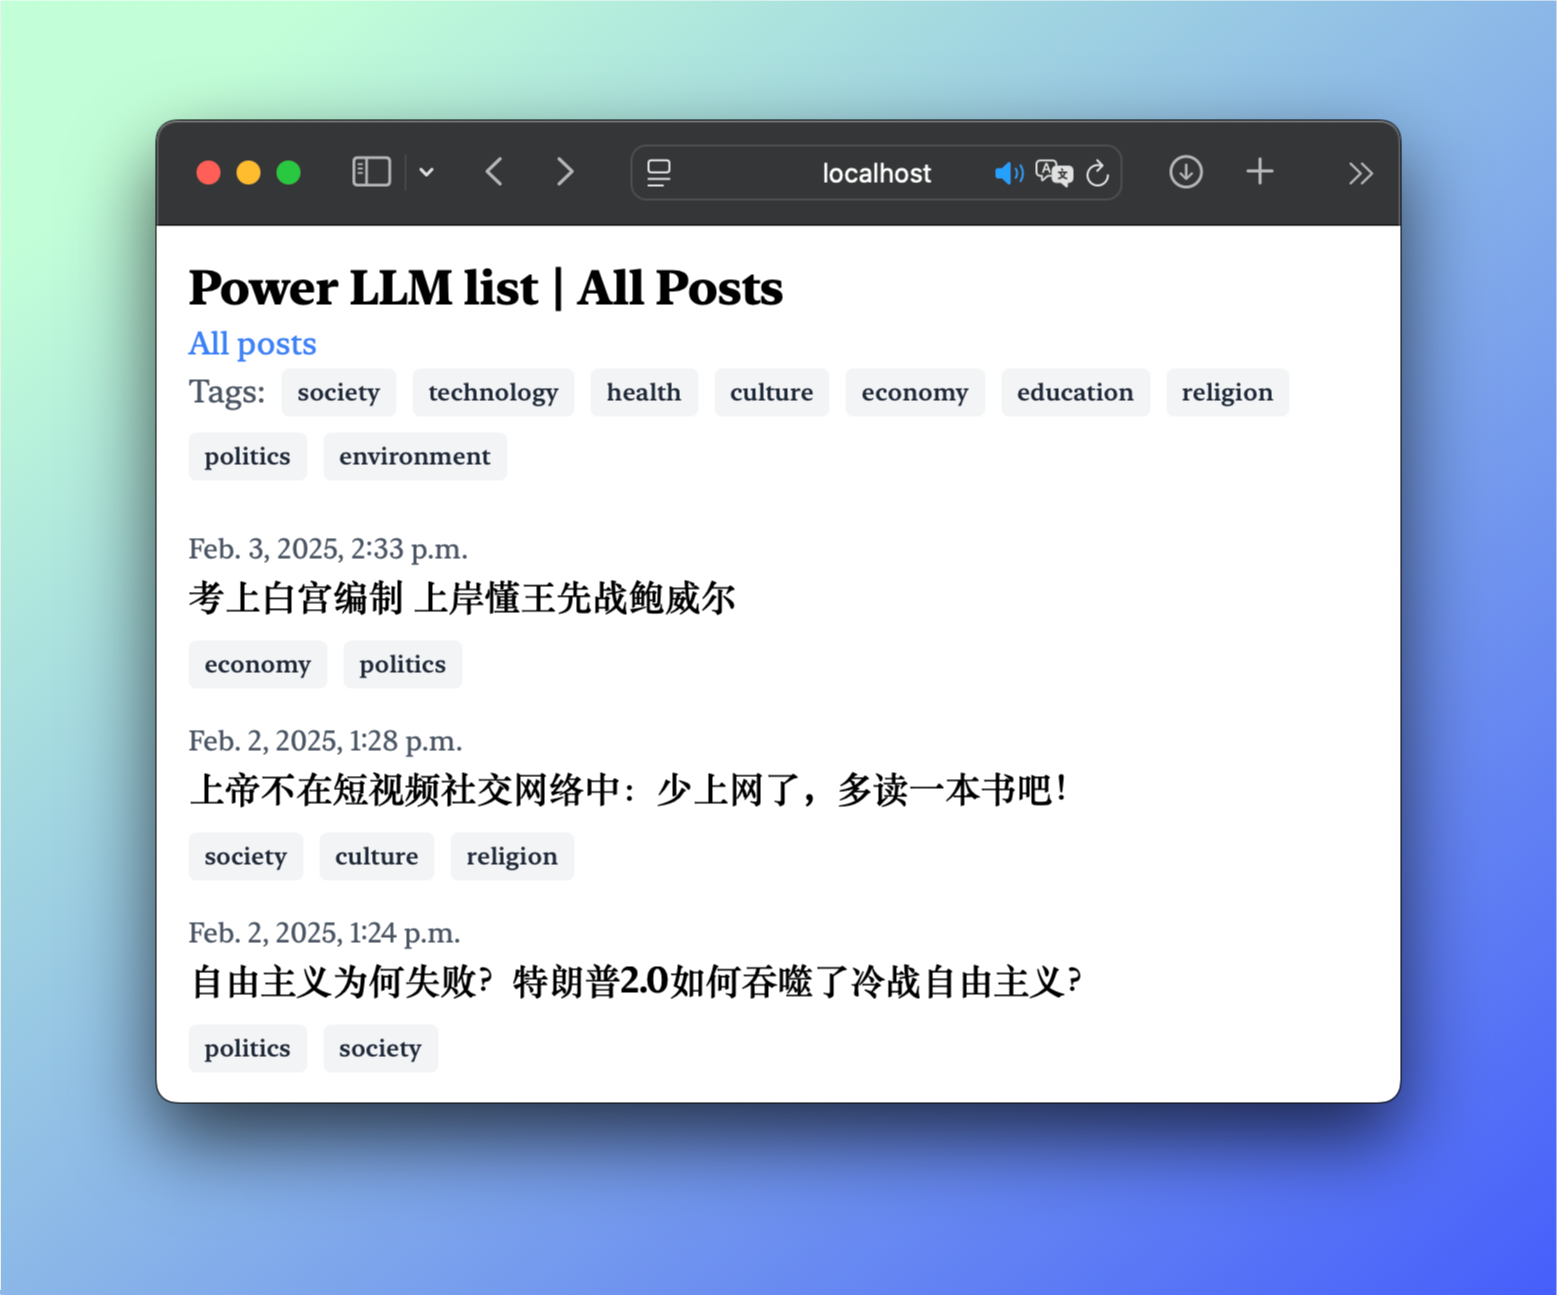 localhost
Power LLM list | All Posts
All posts
Tags: society technology health culture economy education religion
politics environment
Feb. 3, 2025, 2:33 p.m.
考上白宫编制 上岸懂王先战鲍威尔
economy politics
Feb. 2, 2025, 1:28 p.m.
上帝不在短视频社交网络中：少上网了，多读一本书吧！
society culture religion
Feb. 2, 2025, 1:24 p.m.
自由主义为何失败？特朗普2.0如何吞噬了冷战自由主义？
politics society